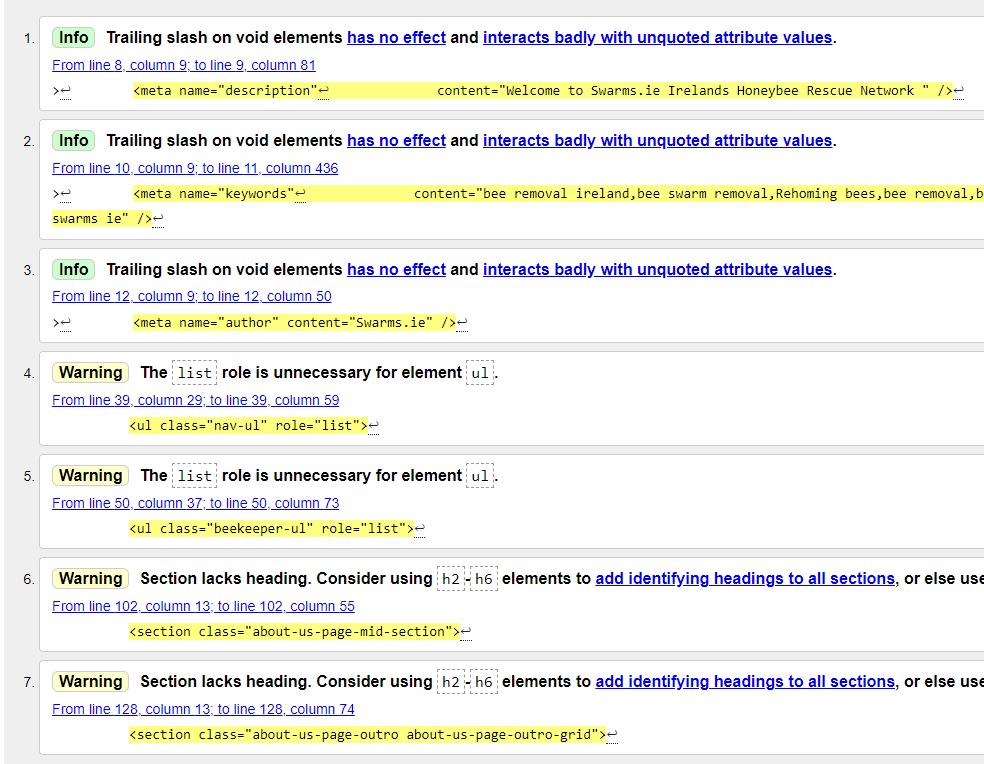 1. Info Trailing slash on void elements has no effect and interacts badly with unquoted attribute values.
From line 8, column 9; to line 9, column 81
>↩ <meta name="description"↩ content="Welcome to Swarms.ie Irelands Honeybee Rescue Network " />↩
2. Info Trailing slash on void elements has no effect and interacts badly with unquoted attribute values.
From line 10, column 9; to line 11, column 436
>↩ <meta name="keywords"↩ content="bee removal ireland,bee swarm removal,Rehoming bees,bee removal,b
swarms ie" />↩
3. Info Trailing slash on void elements has no effect and interacts badly with unquoted attribute values.
From line 12, column 9; to line 12, column 50
>↩ <meta name="author" content="Swarms.ie" />↩
4. Warning The list role is unnecessary for element ul.
From line 39, column 29; to line 39, column 59
<ul class="nav-ul" role="list">↩
5. Warning The list role is unnecessary for element ul.
From line 50, column 37; to line 50, column 73
<ul class="beekeeper-ul" role="list">↩
6. Warning Section lacks heading. Consider using h2-h6 elements to add identifying headings to all sections, or else use
From line 102, column 13; to line 102, column 55
<section class="about-us-page-mid-section">↩
7. Warning Section lacks heading. Consider using h2-h6 elements to add identifying headings to all sections, or else use
From line 128, column 13; to line 128, column 74
<section class="about-us-page-outro about-us-page-outro-grid">↩